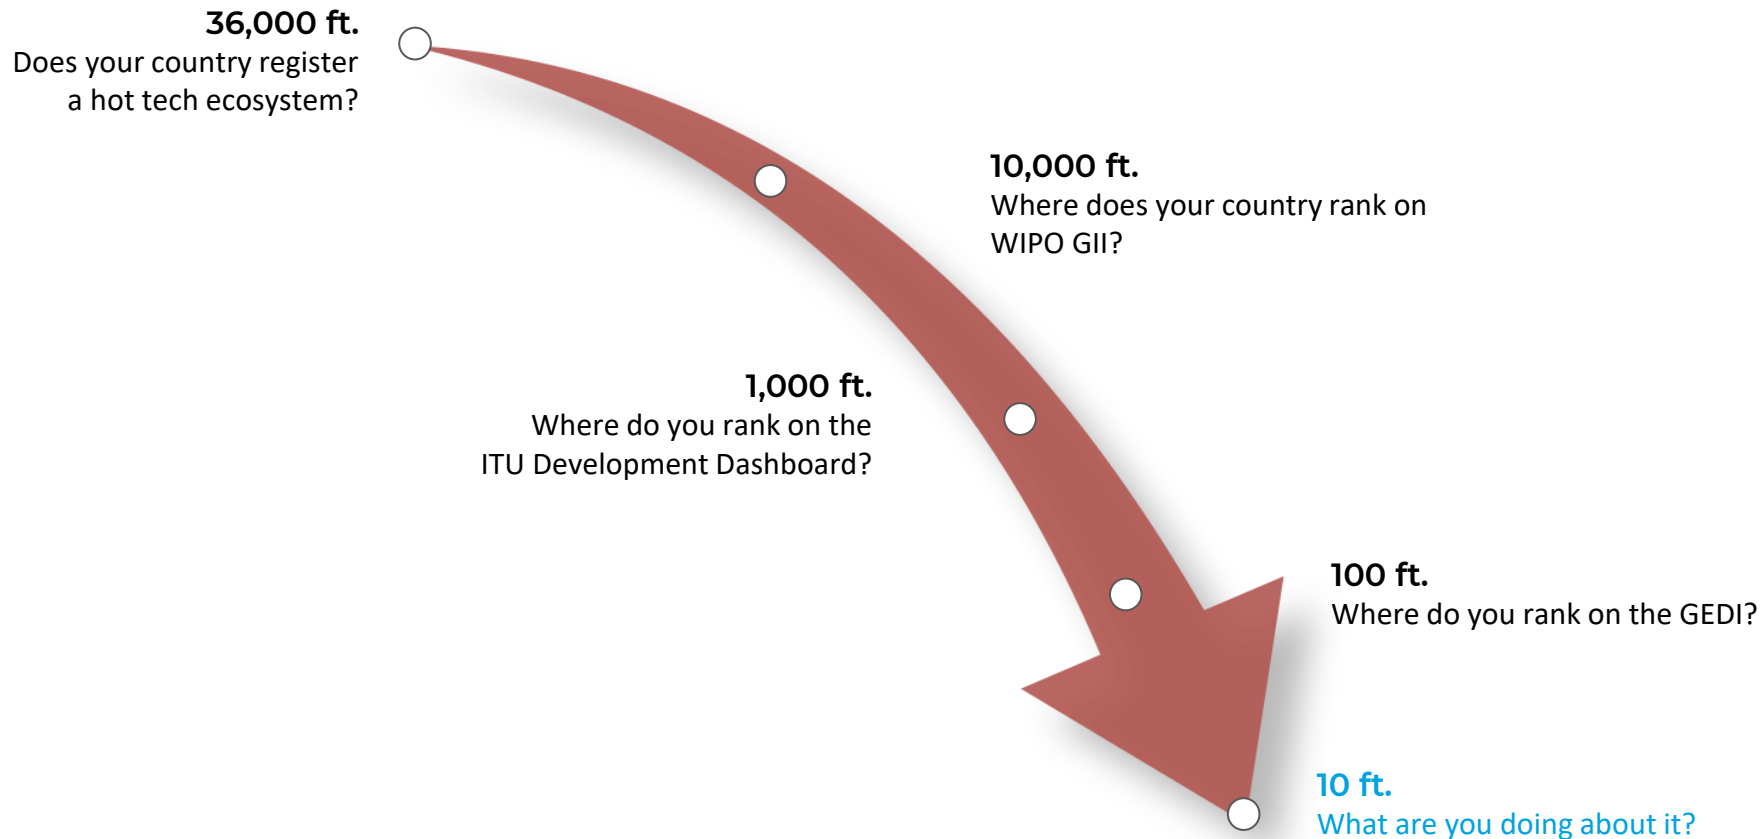 36,000 ft.
Does your country register
a hot tech ecosystem?
10,000 ft.
Where does your country rank on
WIPO GII?
1,000 ft.
Where do you rank on the
ITU Development Dashboard?
100 ft.
Where do you rank on the GEDI?
10 ft.
What are you doing about it?